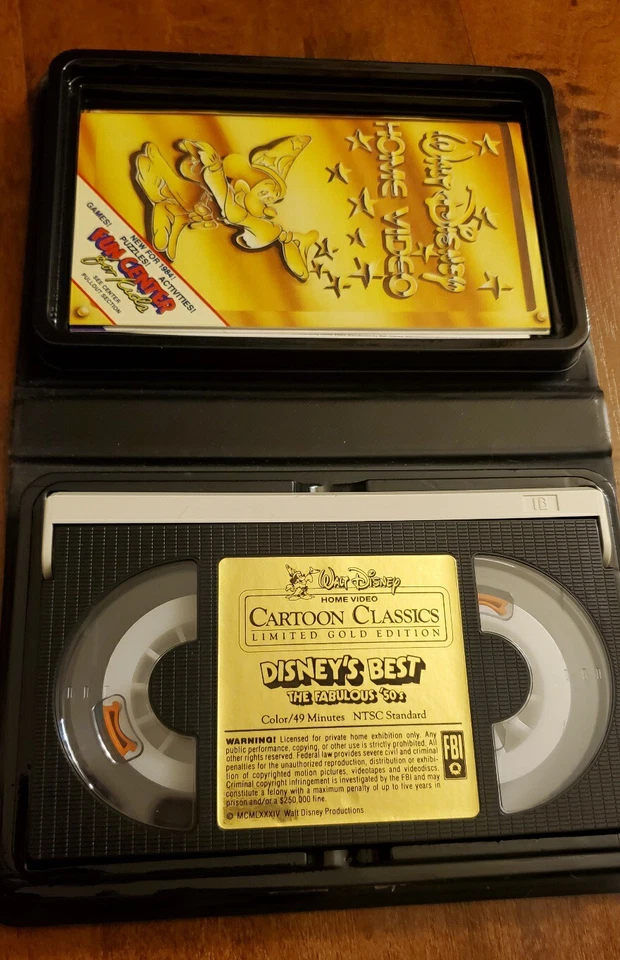 WALT DISNEY
HOME VIDEO
GAMES!
NEW FOR 1984!
PUZZLES! ACTIVITIES!
FUN CENTER
for Kids
SEE CENTER
PULLOUT SECTION
WALT DISNEY
HOME VIDEO
CARTOON CLASSICS
LIMITED GOLD EDITION
DISNEY'S BEST
THE FABULOUS '50s
Color/49 Minutes NTSC Standard
WARNING! Licensed for private home exhibition only. Any
public performance, copying, or other use is strictly prohibited. All
other rights reserved. Federal law provides severe civil and criminal
penalties for the unauthorized reproduction, distribution or exhibi-
tion of copyrighted motion pictures, videotapes and videodiscs.
Criminal copyright infringement is investigated by the FBI and may
constitute a felony with a maximum penalty of up to five years in
prison and/or a $250,000 fine.
FBI
© MCMLXXXIV Walt Disney Productions